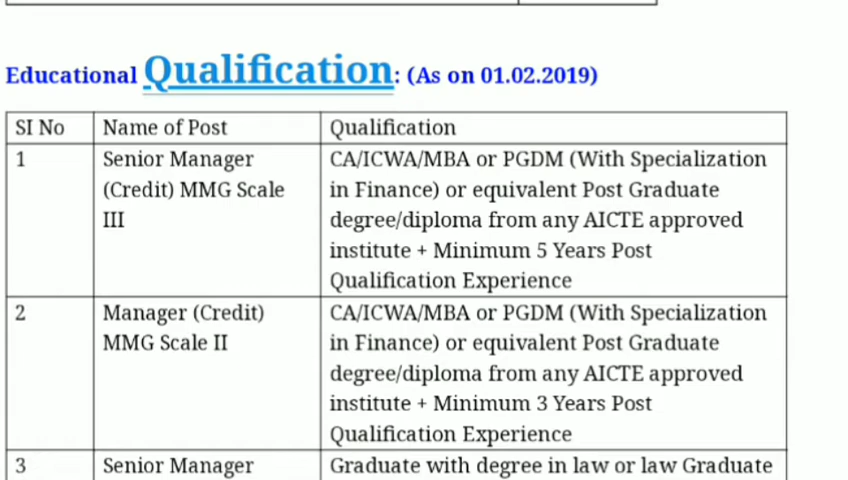 Educational Qualification: (As on 01.02.2019)
SI No Name of Post Qualification
1 Senior Manager CA/ICWA/MBA or PGDM (With Specialization
(Credit) MMG Scale in Finance) or equivalent Post Graduate
III degree/diploma from any AICTE approved
institute + Minimum 5 Years Post
Qualification Experience
2 Manager (Credit) CA/ICWA/MBA or PGDM (With Specialization
MMG Scale II in Finance) or equivalent Post Graduate
degree/diploma from any AICTE approved
institute + Minimum 3 Years Post
Qualification Experience
3 Senior Manager Graduate with degree in law or law Graduate